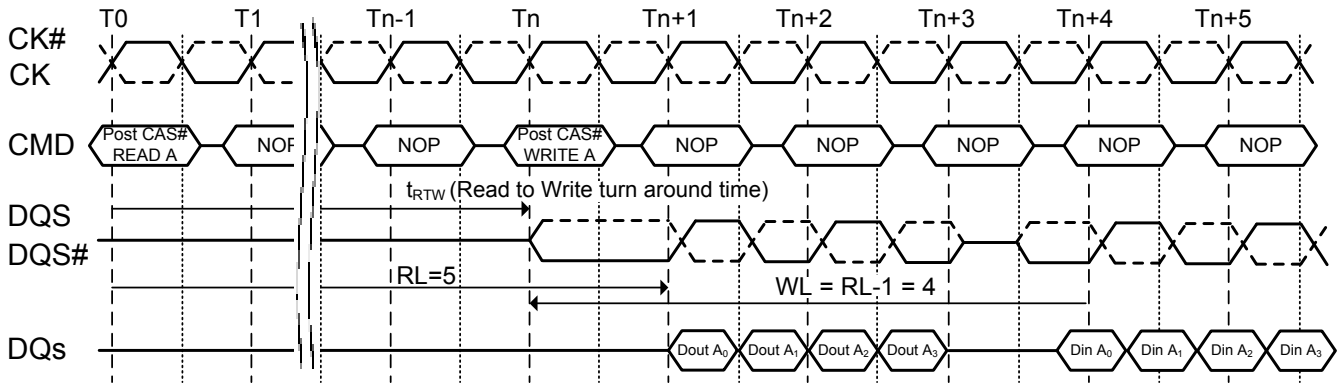 T0 T1 Tn-1 Tn Tn+1 Tn+2 Tn+3 Tn+4 Tn+5
CK#
CK
CMD
Post CAS#
READ A
NOP
NOP
Post CAS#
WRITE A
NOP
NOP
NOP
NOP
NOP
tRTW (Read to Write turn around time)
DQS
DQS#
RL=5
WL = RL-1 = 4
DQs
Dout A0 Dout A1 Dout A2 Dout A3 Din A0 Din A1 Din A2 Din A3